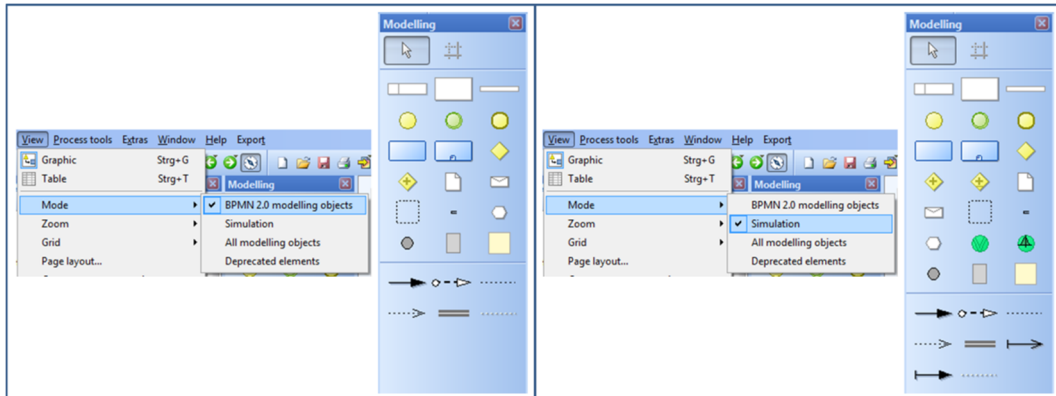 Modelling
View Process tools Extras Window Help Export
Graphic Strg+G
Table Strg+T
Modelling
Mode BPMN 2.0 modelling objects
Zoom Simulation
Grid All modelling objects
Page layout... Deprecated elements
Modelling
View Process tools Extras Window Help Export
Graphic Strg+G
Table Strg+T
Modelling
Mode BPMN 2.0 modelling objects
Zoom Simulation
Grid All modelling objects
Page layout... Deprecated elements